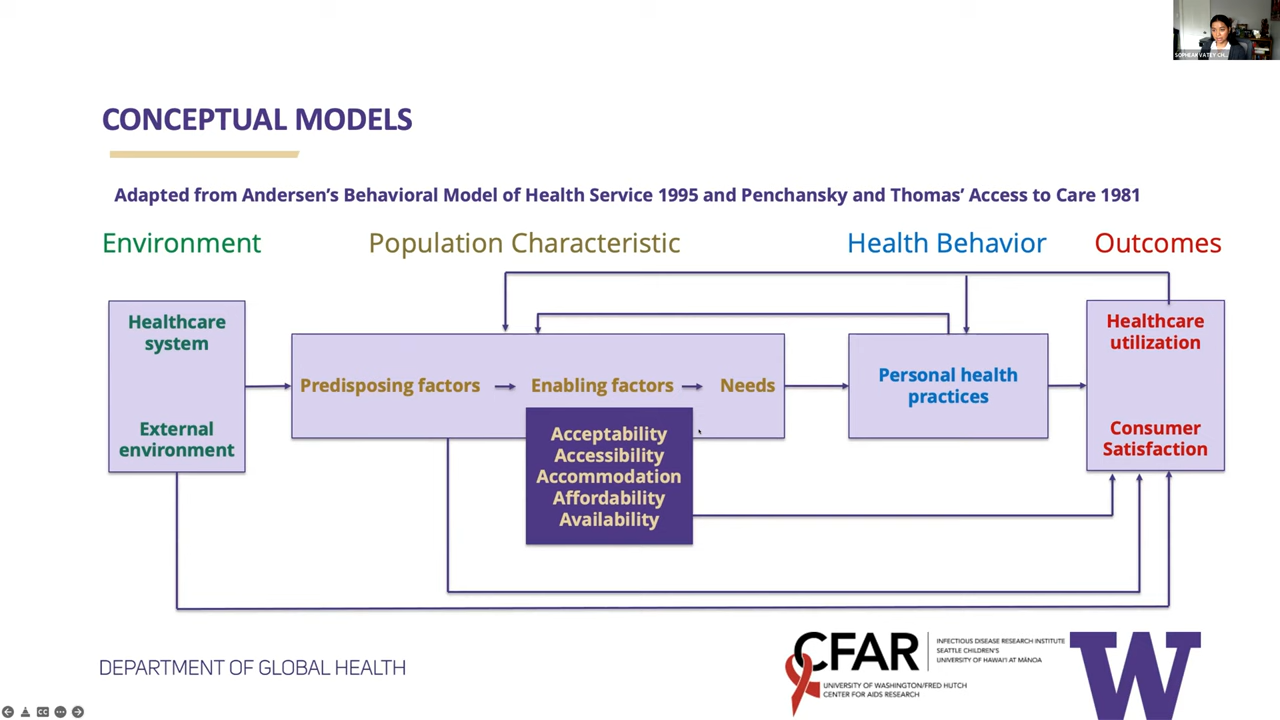 SOPHEARVATEY CH...
CONCEPTUAL MODELS
Adapted from Andersen’s Behavioral Model of Health Service 1995 and Penchansky and Thomas’ Access to Care 1981
Environment
Population Characteristic
Health Behavior
Outcomes
Healthcare
system
External
environment
Predisposing factors
Enabling factors
Needs
Acceptability
Accessibility
Accommodation
Affordability
Availability
Personal health
practices
Healthcare
utilization
Consumer
Satisfaction
DEPARTMENT OF GLOBAL HEALTH
CFAR
UNIVERSITY OF WASHINGTON/FRED HUTCH
CENTER FOR AIDS RESEARCH
INFECTIOUS DISEASE RESEARCH INSTITUTE
SEATTLE CHILDREN'S
UNIVERSITY OF HAWAI'I AT MĀNOA
W
CC